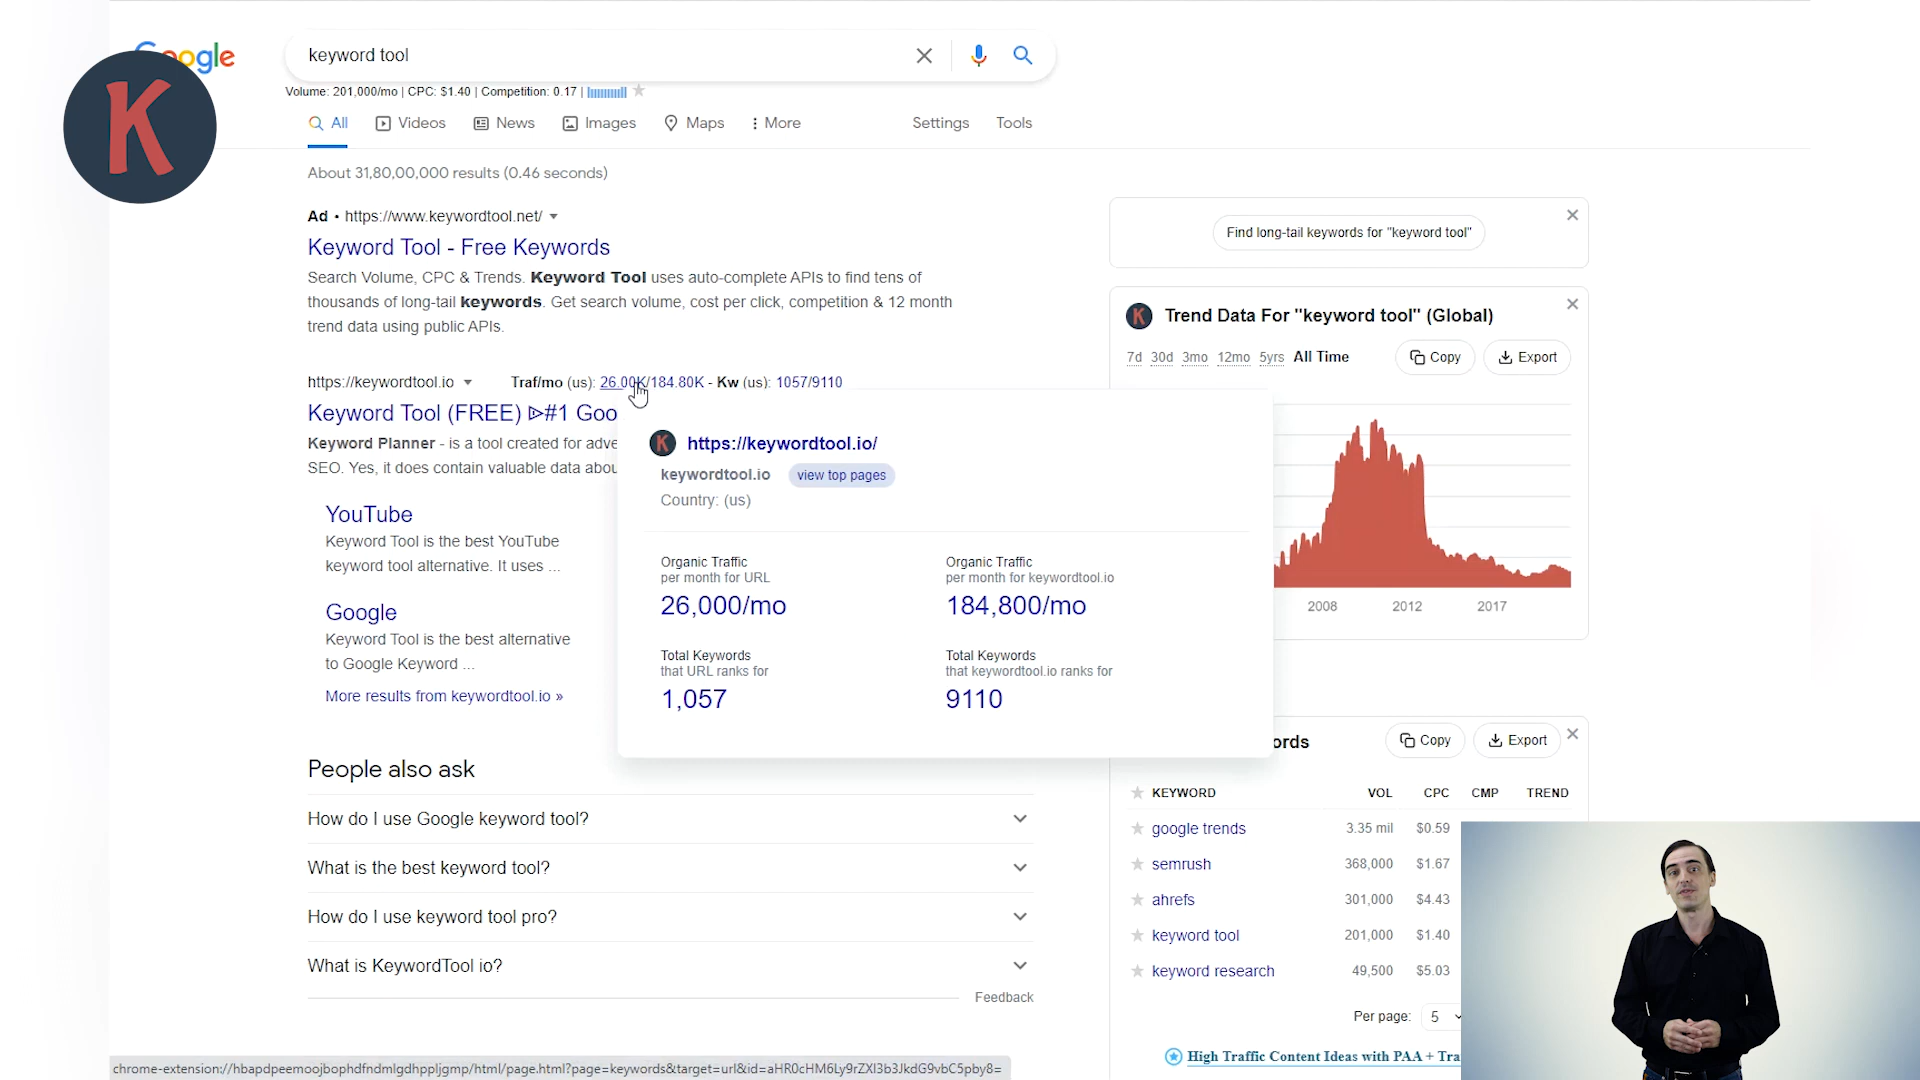 Google
keyword tool
K
Volume: 201,000/mo | CPC: $1.40 | Competition: 0.17 |
All
Videos
News
Images
Maps
More
Settings
Tools
About 31,80,00,000 results (0.46 seconds)
Ad • https://www.keywordtool.net/
Keyword Tool - Free Keywords
Search Volume, CPC & Trends. Keyword Tool uses auto-complete APIs to find tens of
thousands of long-tail keywords. Get search volume, cost per click, competition & 12 month
trend data using public APIs.
https://keywordtool.io
Traf/mo (us): 26.00K/184.80K - Kw (us): 1057/9110
Keyword Tool (FREE) ᐈ#1 Goo
Keyword Planner - is a tool created for adve
SEO. Yes, it does contain valuable data abou
YouTube
Keyword Tool is the best YouTube
keyword tool alternative. It uses ...
Google
Keyword Tool is the best alternative
to Google Keyword ...
More results from keywordtool.io »
K https://keywordtool.io/
keywordtool.io
view top pages
Country: (us)
Organic Traffic
per month for URL
26,000/mo
Organic Traffic
per month for keywordtool.io
184,800/mo
Total Keywords
that URL ranks for
1,057
Total Keywords
that keywordtool.io ranks for
9110
People also ask
How do I use Google keyword tool?
What is the best keyword tool?
How do I use keyword tool pro?
What is KeywordTool io?
Feedback
Find long-tail keywords for "keyword tool"
K Trend Data For "keyword tool" (Global)
7d 30d 3mo 12mo 5yrs All Time
Copy
Export
2008 2012 2017
ords
Copy
Export
KEYWORD VOL CPC CMP TREND
google trends 3.35 mil $0.59
semrush 368,000 $1.67
ahrefs 301,000 $4.43
keyword tool 201,000 $1.40
keyword research 49,500 $5.03
Per page: 5
High Traffic Content Ideas with PAA + Tra
chrome-extension://hbapdpeemoojbophdfndmlgdhppljgmp/html/page.html?page=keywords&target=url&id=aHR0cHM6Ly9rZXl3b3JkdG9vbC5pby8=